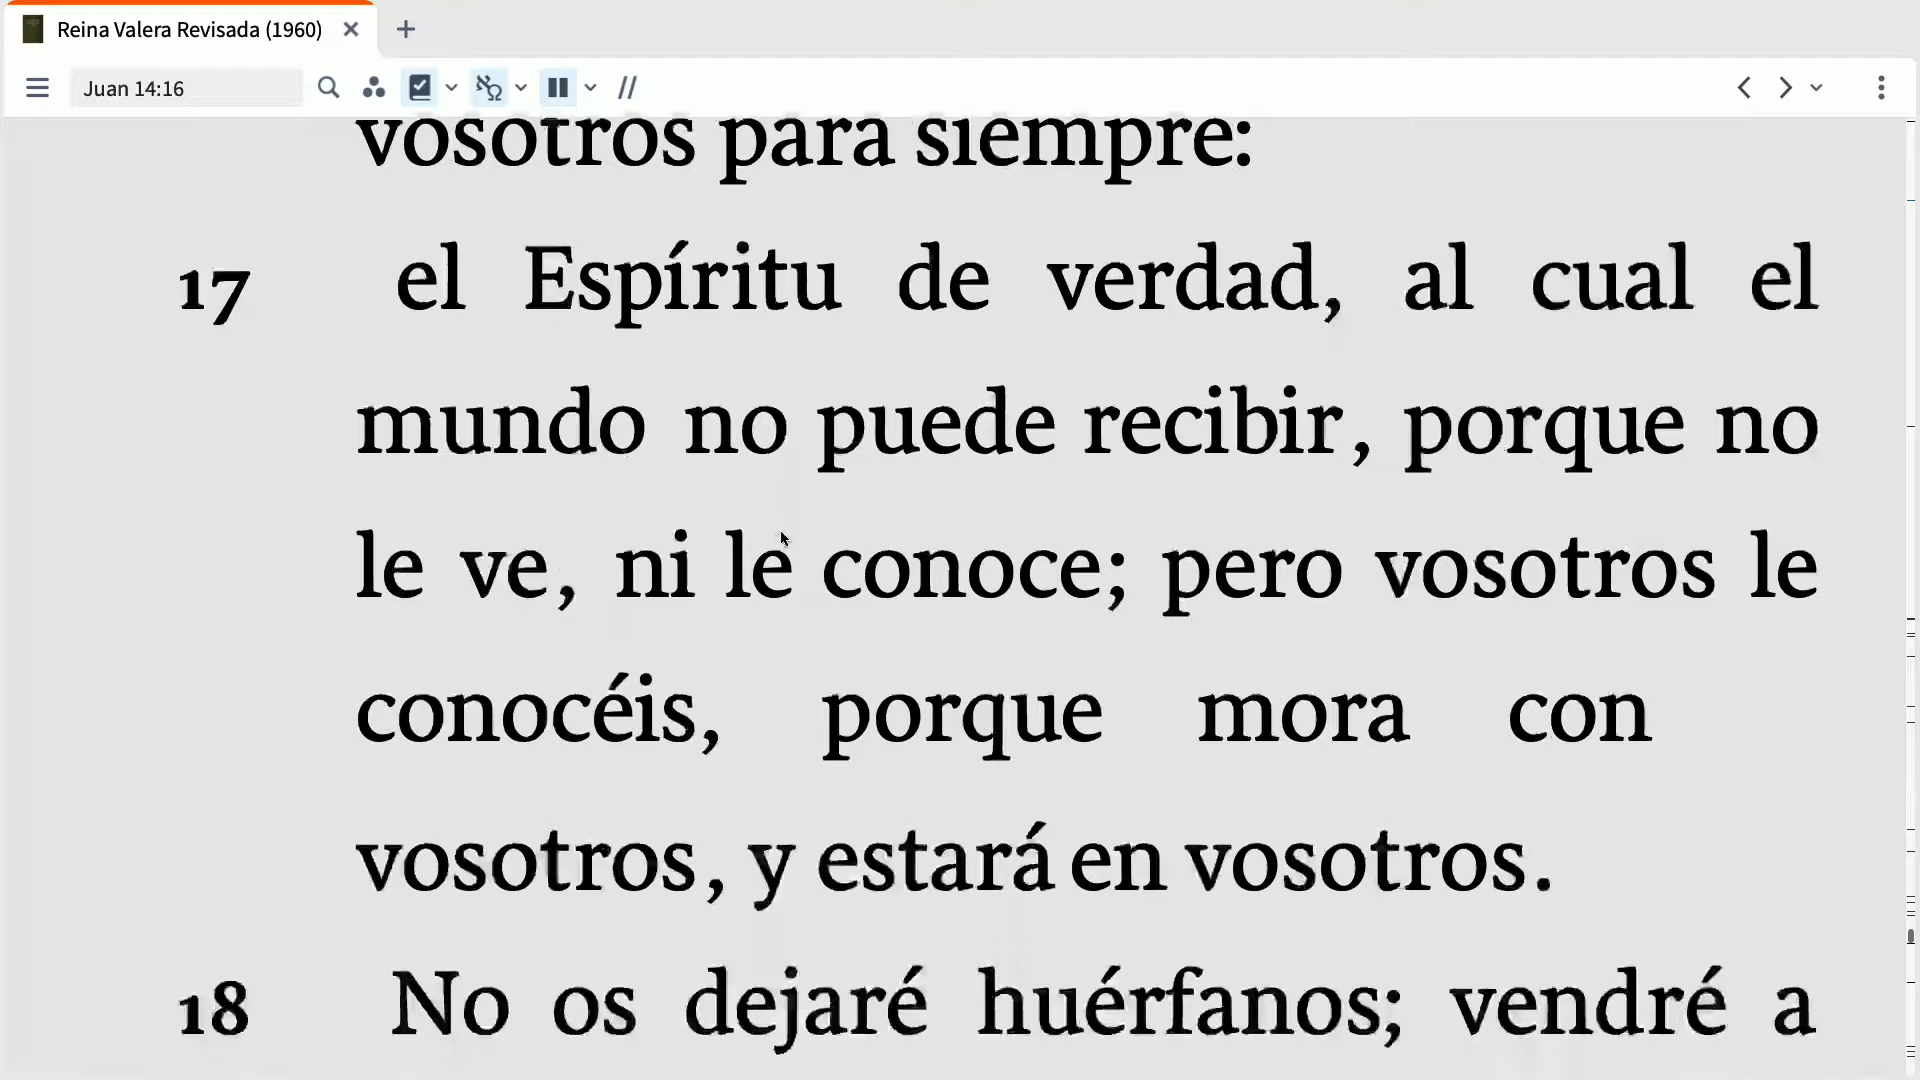 Reina Valera Revisada (1960)
Juan 14:16
vosotros para siempre:
17 el Espíritu de verdad, al cual el
mundo no puede recibir, porque no
le ve, ni le conoce; pero vosotros le
conocéis, porque mora con
vosotros, y estará en vosotros.
18 No os dejaré huérfanos; vendré a